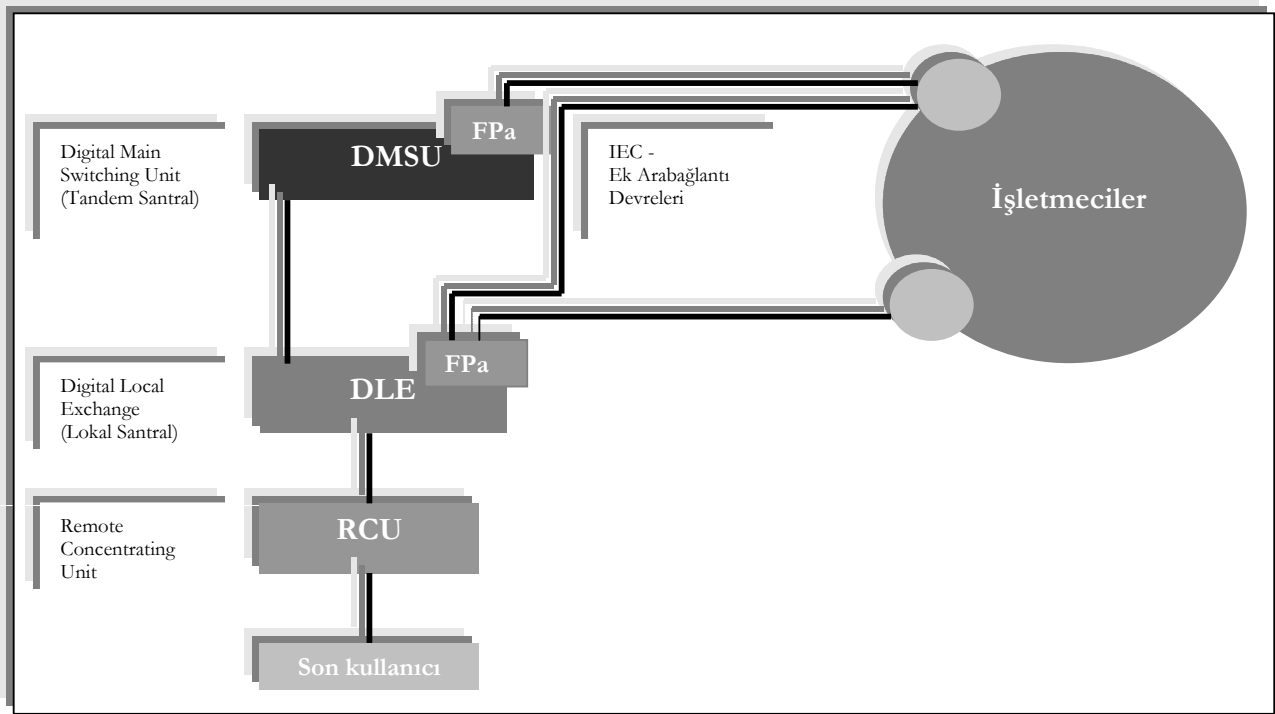 FPa
Digital Main
Switching Unit
(Tandem Santral)
DMSU
IEC -
Ek Arabağlantı
Devreleri
İşletmeciler
FPa
Digital Local
Exchange
(Lokal Santral)
DLE
Remote
Concentrating
Unit
RCU
Son kullanıcı